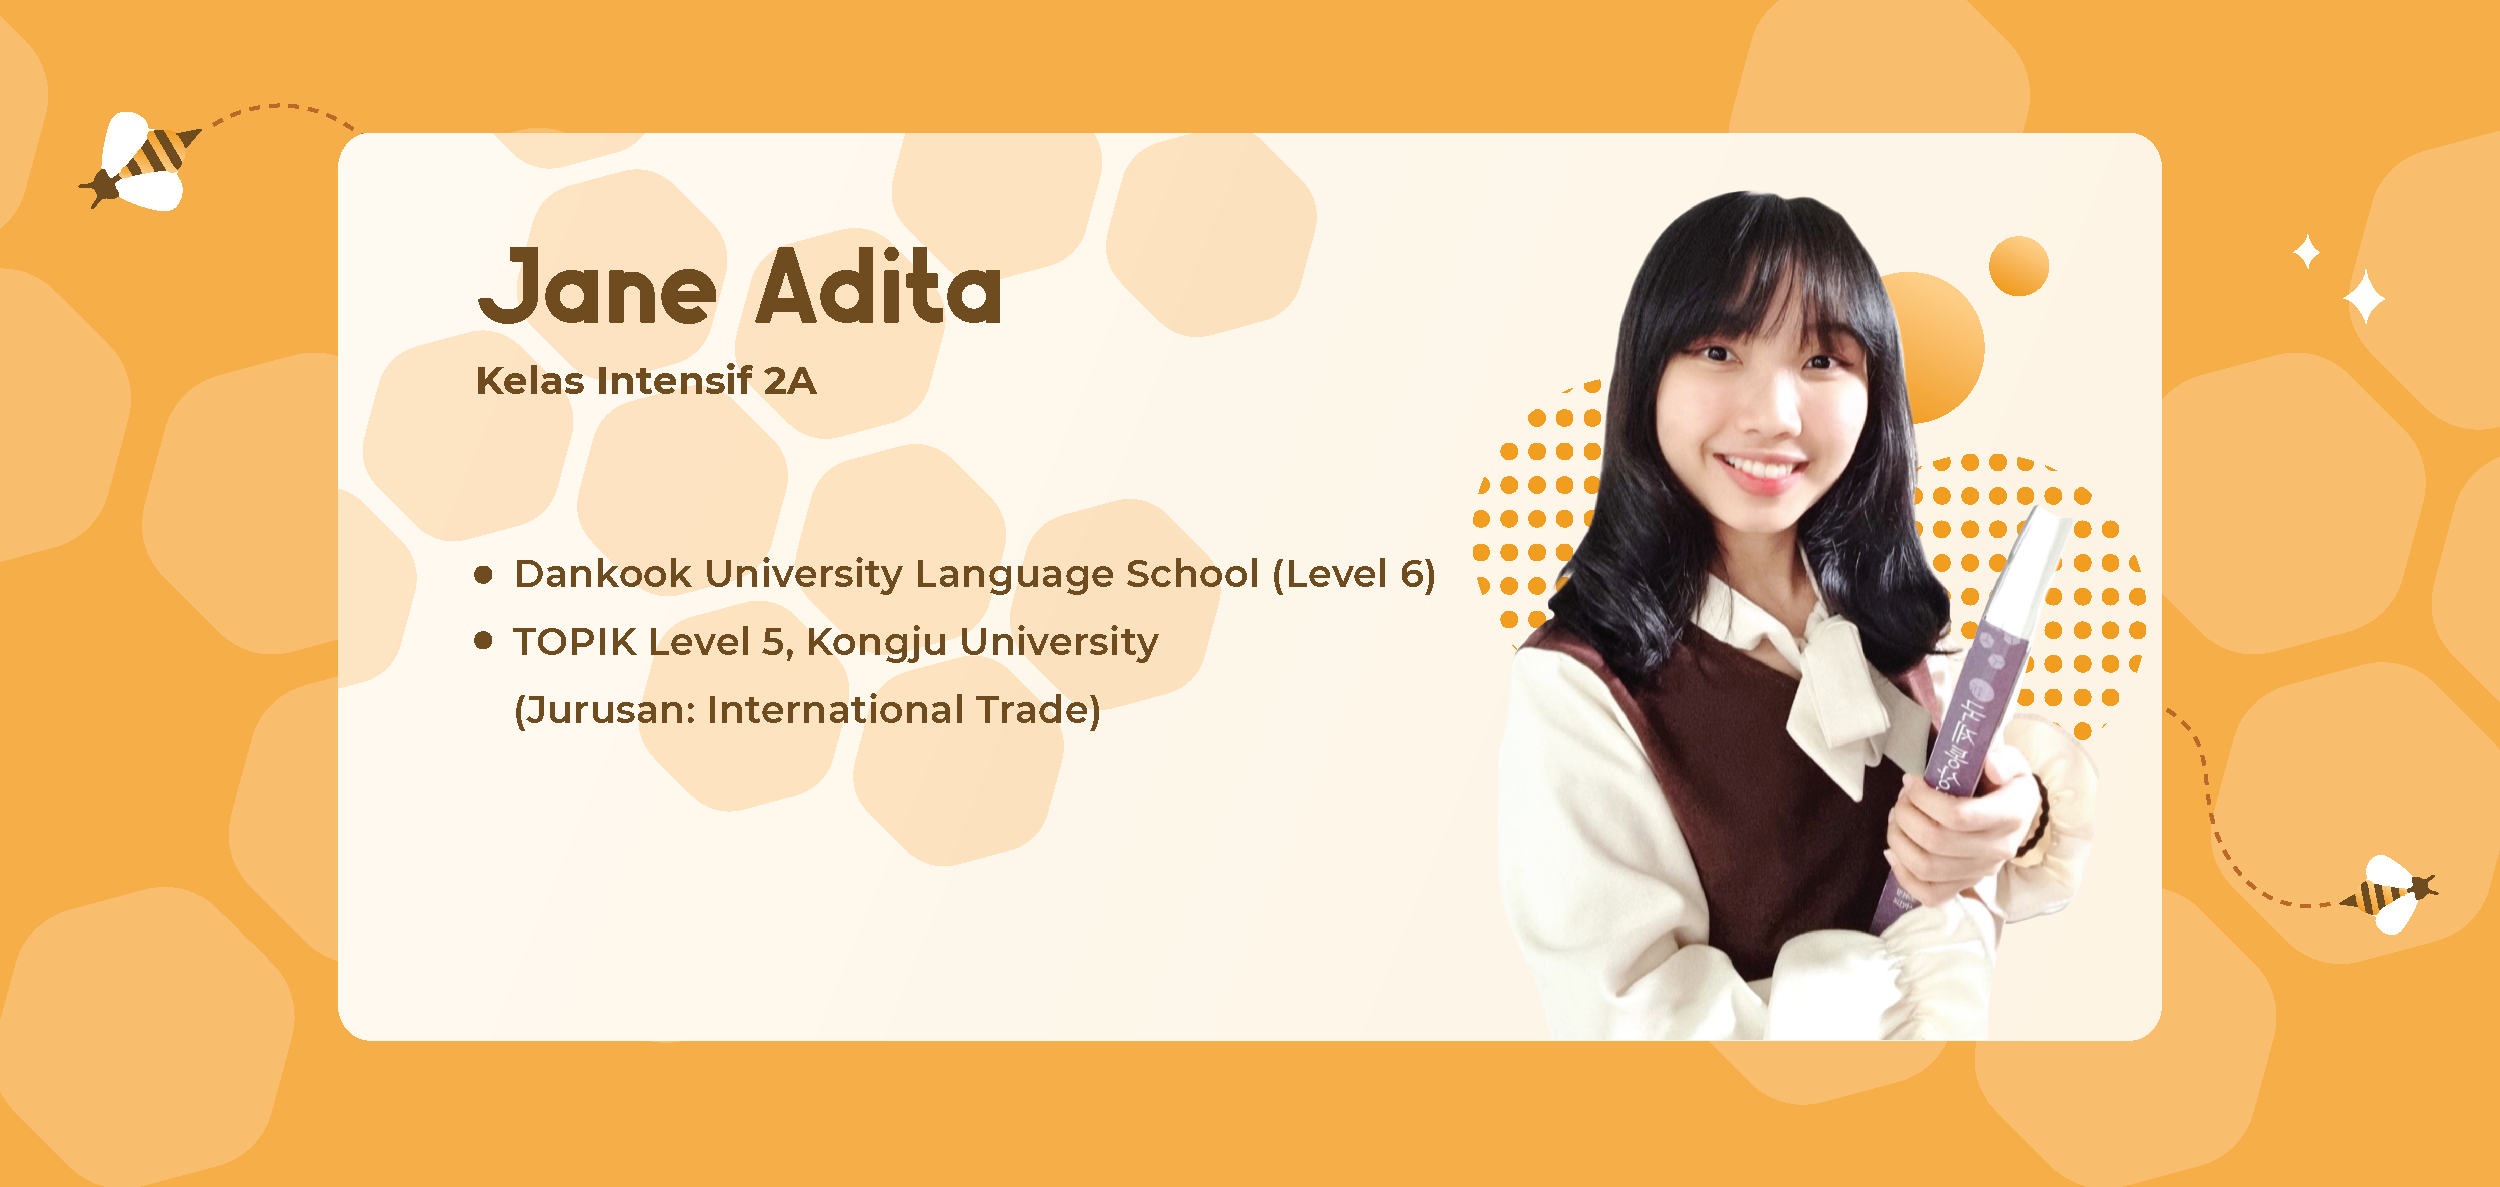 Jane Adita
Kelas Intensif 2A
Dankook University Language School (Level 6)
TOPIK Level 5, Kongju University
(Jurusan: International Trade)